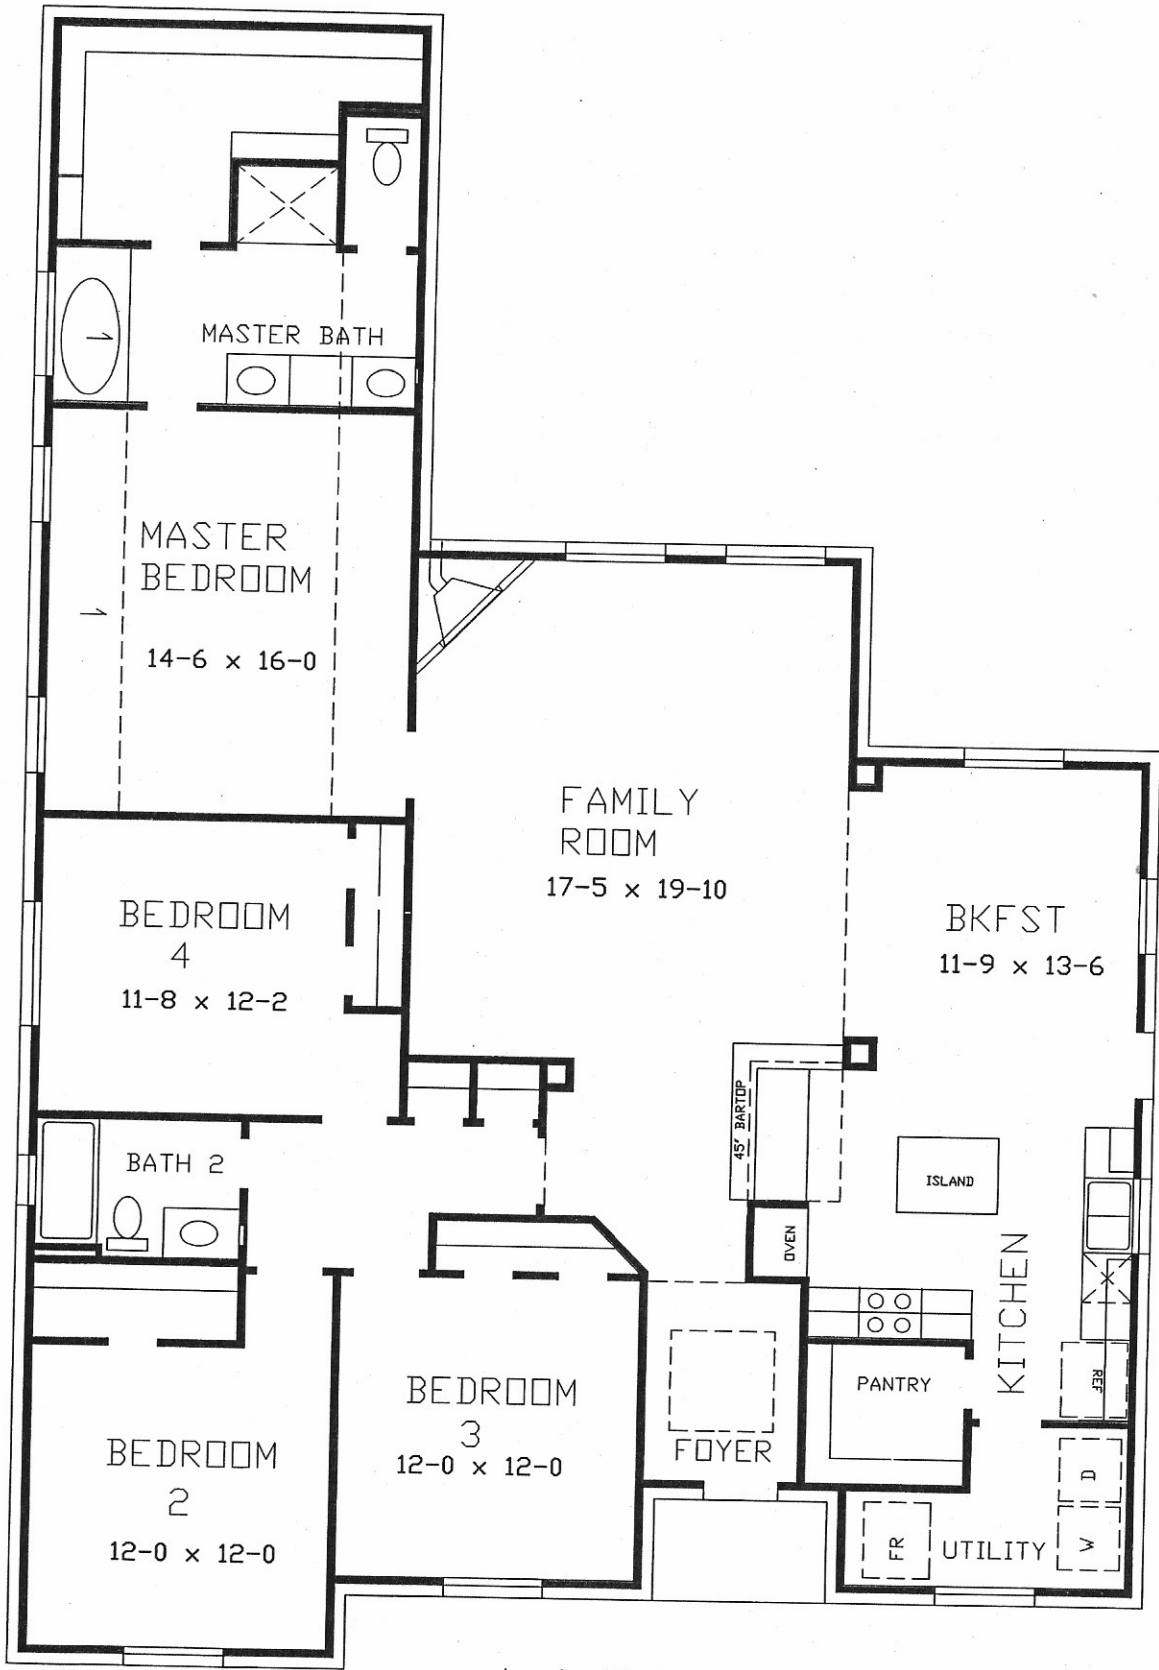 MASTER BATH
1
MASTER
BEDROOM
14-6 x 16-0
1
FAMILY
ROOM
17-5 x 19-10
BEDROOM
4
11-8 x 12-2
BKFST
11-9 x 13-6
45' BARTOP
BATH 2
ISLAND
OVEN
KITCHEN
REF
PANTRY
BEDROOM
3
12-0 x 12-0
FOYER
BEDROOM
2
12-0 x 12-0
D
W
FR
UTILITY